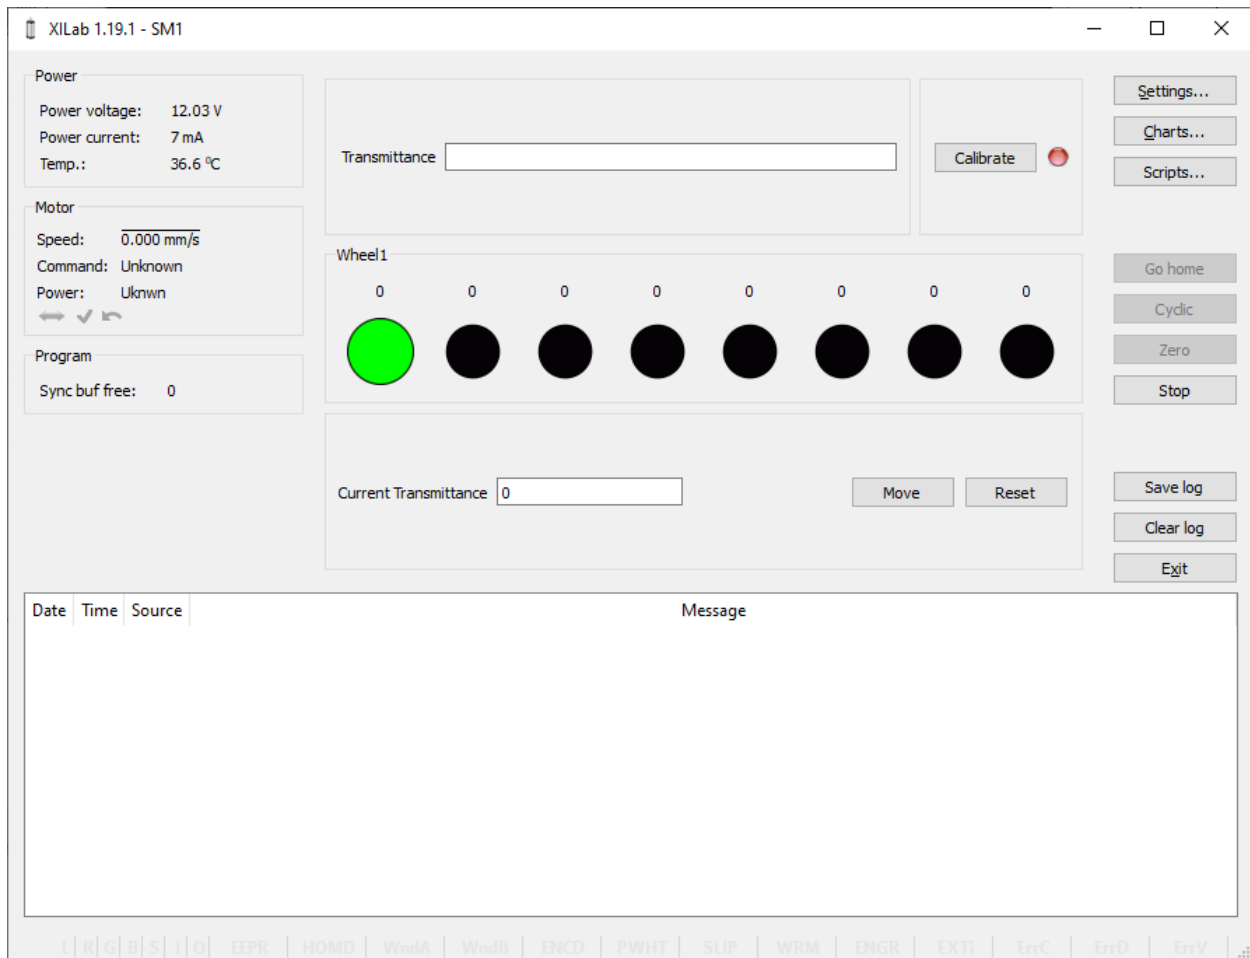 XILab 1.19.1 - SM1
Power
Power voltage: 12.03 V
Power current: 7 mA
Temp.: 36.6 ⁰C
Motor
Speed: 0.000 mm/s
Command: Unknown
Power: Uknwn
Program
Sync buf free: 0
Transmittance
Calibrate
Wheel1
0 0 0 0 0 0 0 0
Current Transmittance 0
Move Reset
Settings...
Charts...
Scripts...
Go home
Cyclic
Zero
Stop
Save log
Clear log
Exit
Date Time Source Message
L R G B S I O EEPR HOMD WndA WndB ENCD PWHT SLIP WRM ENGR EXTi ErrC ErrD ErrV